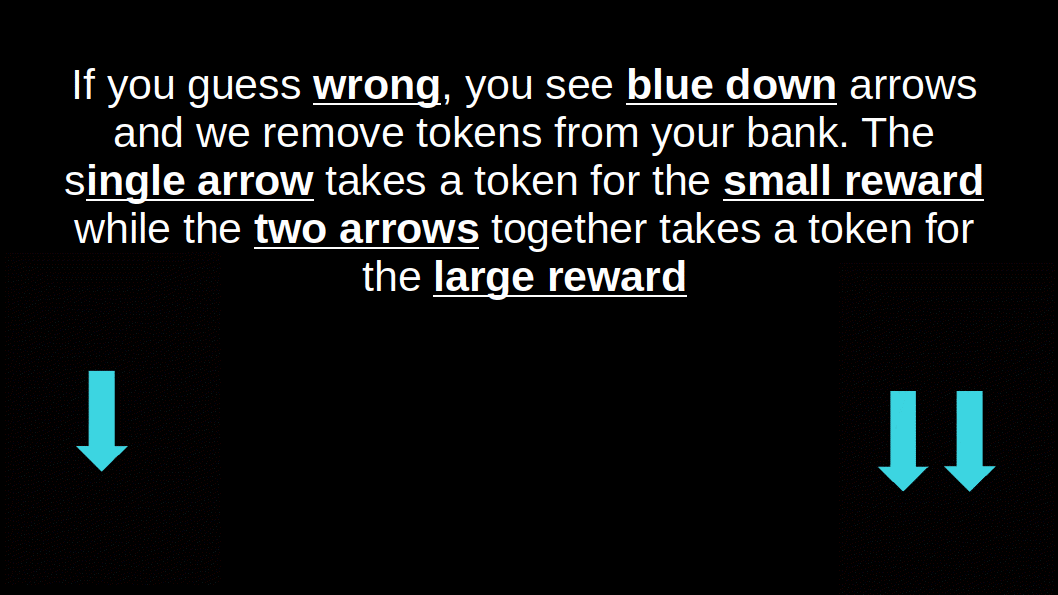 If you guess wrong, you see blue down arrows
and we remove tokens from your bank. The
single arrow takes a token for the small reward
while the two arrows together takes a token for
the large reward